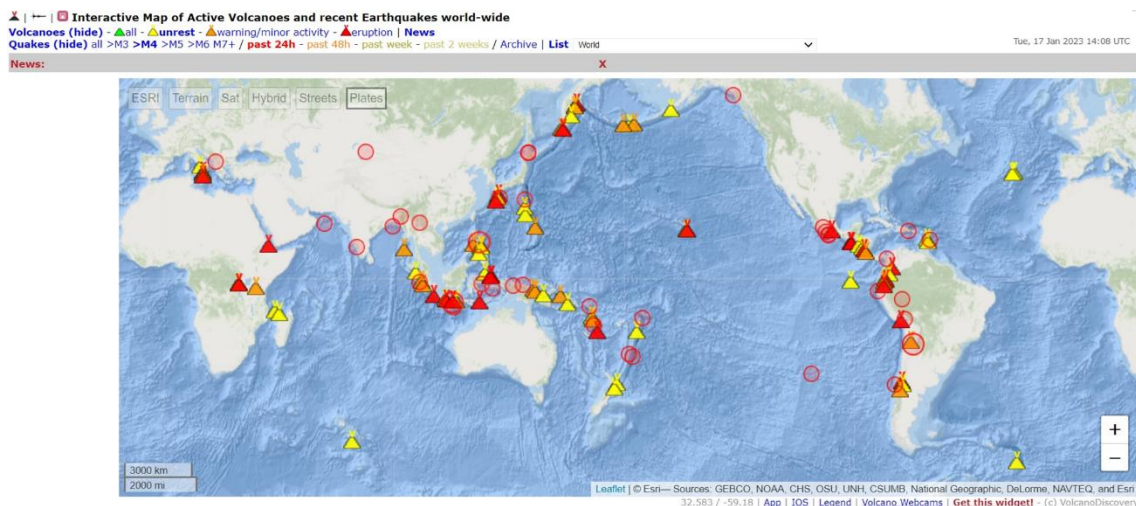 Interactive Map of Active Volcanoes and recent Earthquakes world-wide
Volcanoes (hide) - all - unrest - warning/minor activity - eruption | News
Quakes (hide) all >M3 >M4 >M5 >M6 M7+ / past 24h - past 48h - past week - past 2 weeks / Archive | List World
Tue, 17 Jan 2023 14:08 UTC
News: X
ESRI Terrain Sat Hybrid Streets Plates
+
−
3000 km
2000 mi
Leaflet | © Esri— Sources: GEBCO, NOAA, CHS, OSU, UNH, CSUMB, National Geographic, DeLorme, NAVTEQ, and Esri
32.583 / -59.18 | App | IOS | Legend | Volcano Webcams | Get this widget! - (c) VolcanoDiscovery